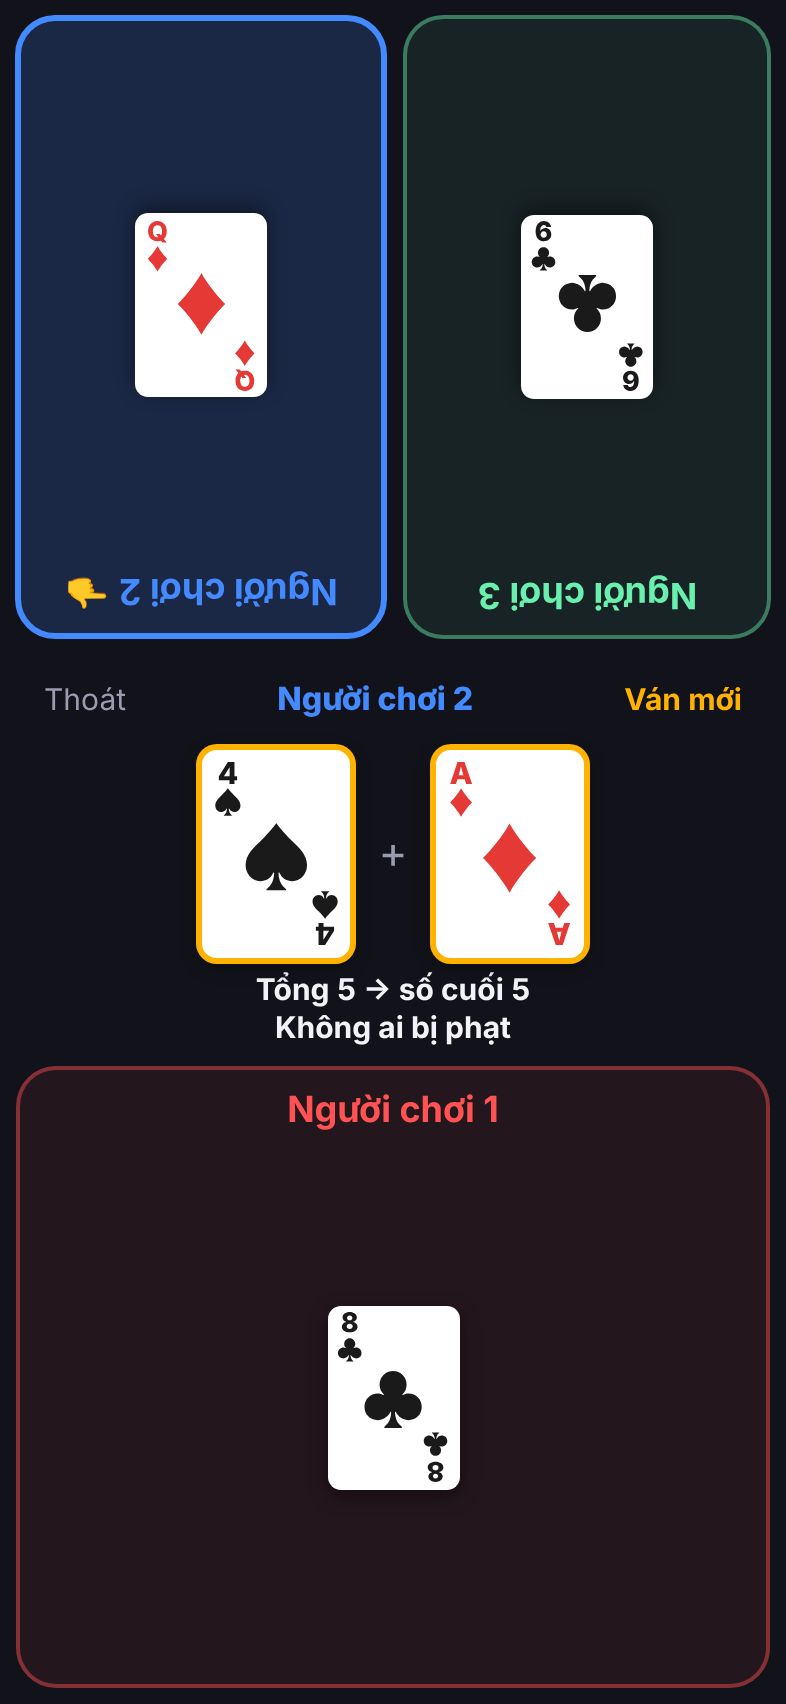 Q
Q
6
6
Người chơi 2 👈
Người chơi 3
Thoát
Người chơi 2
Ván mới
4
4
+
A
A
Tổng 5 → số cuối 5
Không ai bị phạt
Người chơi 1
8
8